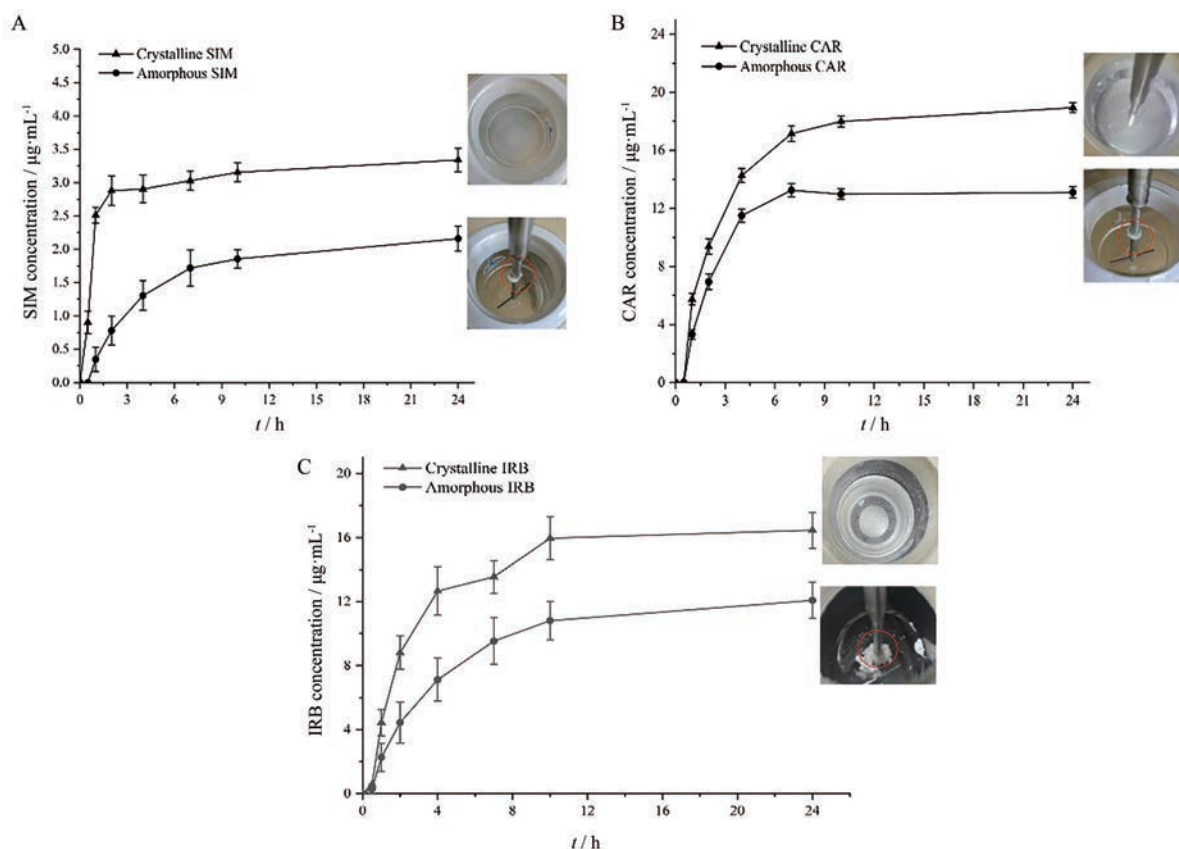 A
Crystalline SIM
Amorphous SIM
SIM concentration / μg·mL⁻¹
5.0
4.5
4.0
3.5
3.0
2.5
2.0
1.5
1.0
0.5
0.0
0 3 6 9 12 15 18 21 24
t / h
B
Crystalline CAR
Amorphous CAR
CAR concentration / μg·mL⁻¹
24
20
16
12
8
4
0
0 3 6 9 12 15 18 21 24
t / h
C
Crystalline IRB
Amorphous IRB
IRB concentration / μg·mL⁻¹
20
16
12
8
4
0
0 4 8 12 16 20 24
t / h